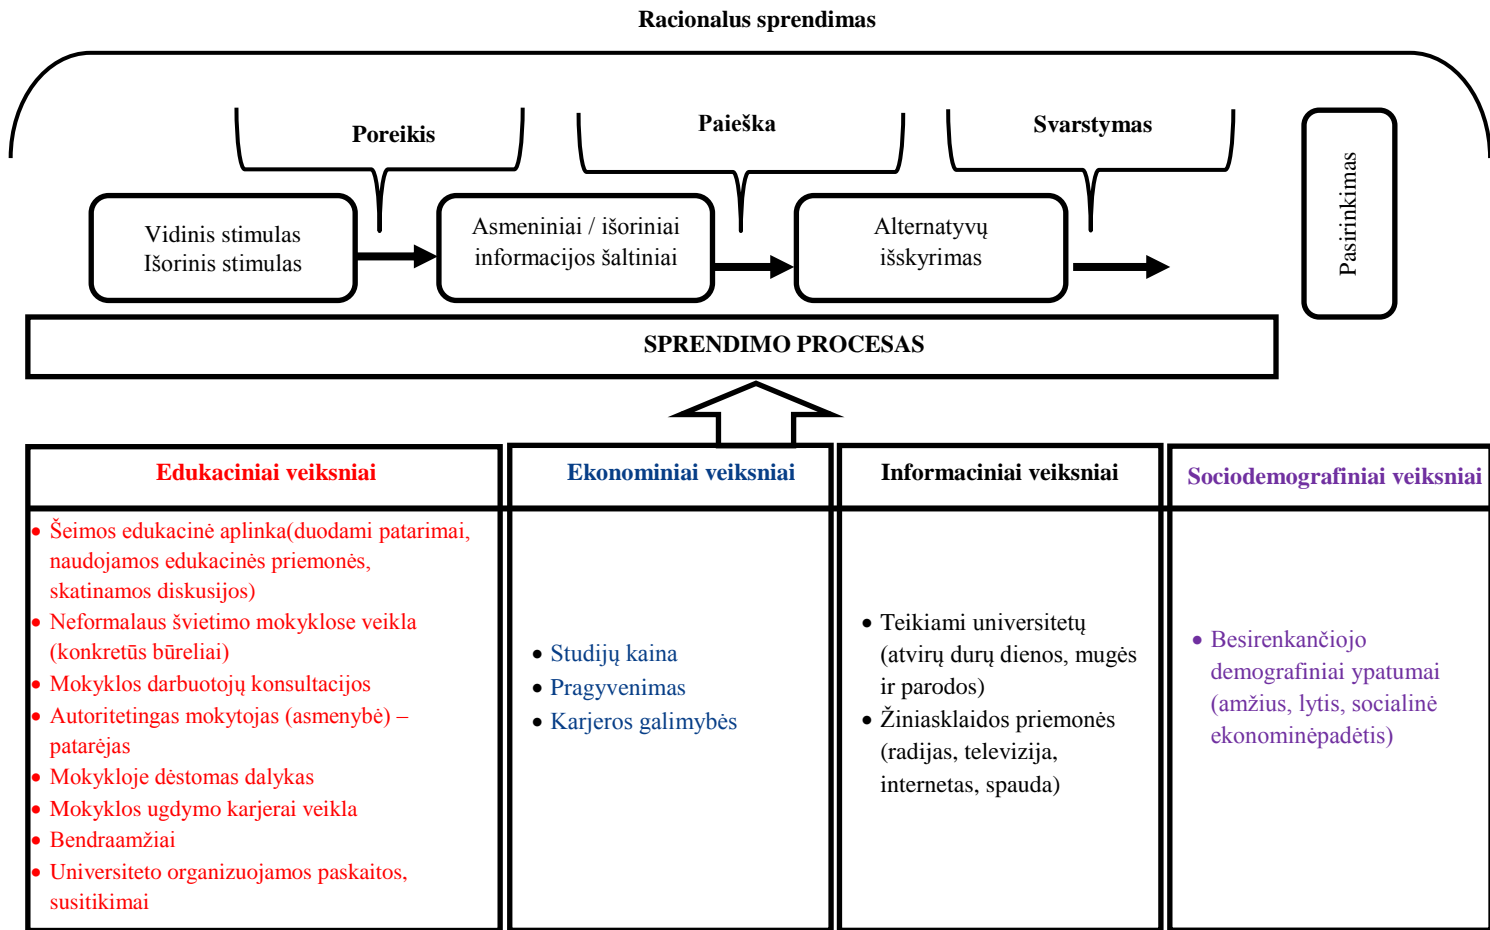 Racionalus sprendimas
Poreikis
Paieška
Svarstymas
Vidinis stimulas
Išorinis stimulas
Asmeniniai / išoriniai
informacijos šaltiniai
Alternatyvų
išskyrimas
Pasirinkimas
SPRENDIMO PROCESAS
Edukaciniai veiksniai
• Šeimos edukacinė aplinka(duodami patarimai,
naudojamos edukacinės priemonės,
skatinamos diskusijos)
• Neformalaus švietimo mokyklose veikla
(konkretūs būreliai)
• Mokyklos darbuotojų konsultacijos
• Autoritetingas mokytojas (asmenybė) –
patarėjas
• Mokykloje dėstomas dalykas
• Mokyklos ugdymo karjerai veikla
• Bendraamžiai
• Universiteto organizuojamos paskaitos,
susitikimai
Ekonominiai veiksniai
• Studijų kaina
• Pragyvenimas
• Karjeros galimybės
Informaciniai veiksniai
• Teikiami universitetų
(atvirų durų dienos, mugės
ir parodos)
• Žiniasklaidos priemonės
(radijas, televizija,
internetas, spauda)
Sociodemografiniai veiksniai
• Besirenkančiojo
demografiniai ypatumai
(amžius, lytis, socialinė
ekonominėpadėtis)